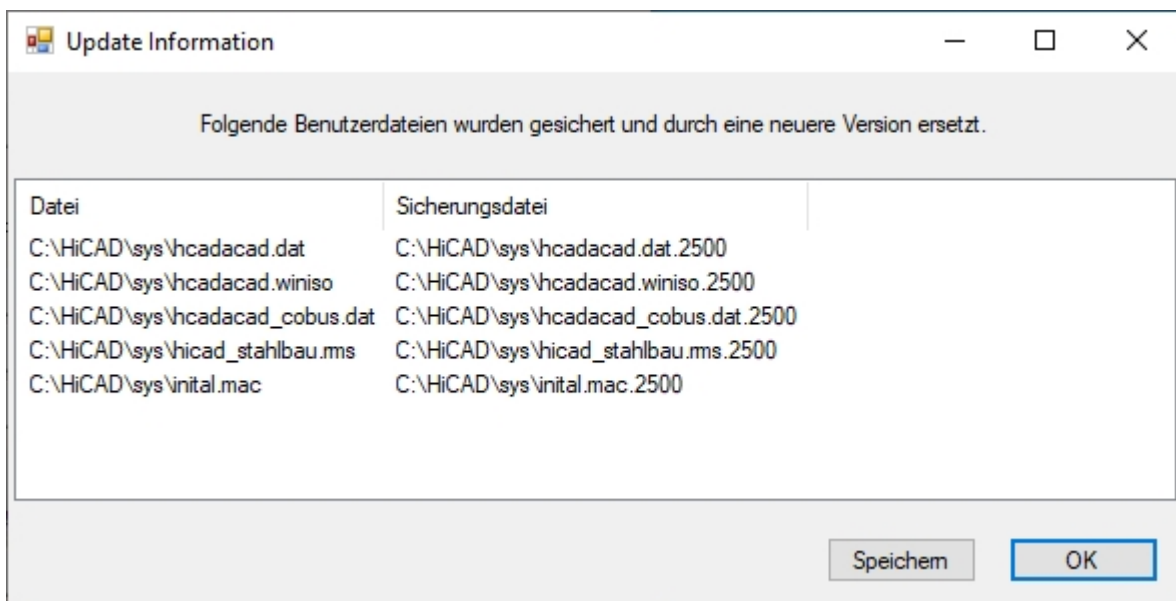 Update Information
Folgende Benutzerdateien wurden gesichert und durch eine neuere Version ersetzt.
Datei Sicherungsdatei
C:\HiCAD\sys\hcadacad.dat C:\HiCAD\sys\hcadacad.dat.2500
C:\HiCAD\sys\hcadacad.winiso C:\HiCAD\sys\hcadacad.winiso.2500
C:\HiCAD\sys\hcadacad_cobus.dat C:\HiCAD\sys\hcadacad_cobus.dat.2500
C:\HiCAD\sys\hicad_stahlbau.rms C:\HiCAD\sys\hicad_stahlbau.rms.2500
C:\HiCAD\sys\inital.mac C:\HiCAD\sys\inital.mac.2500
Speichern OK